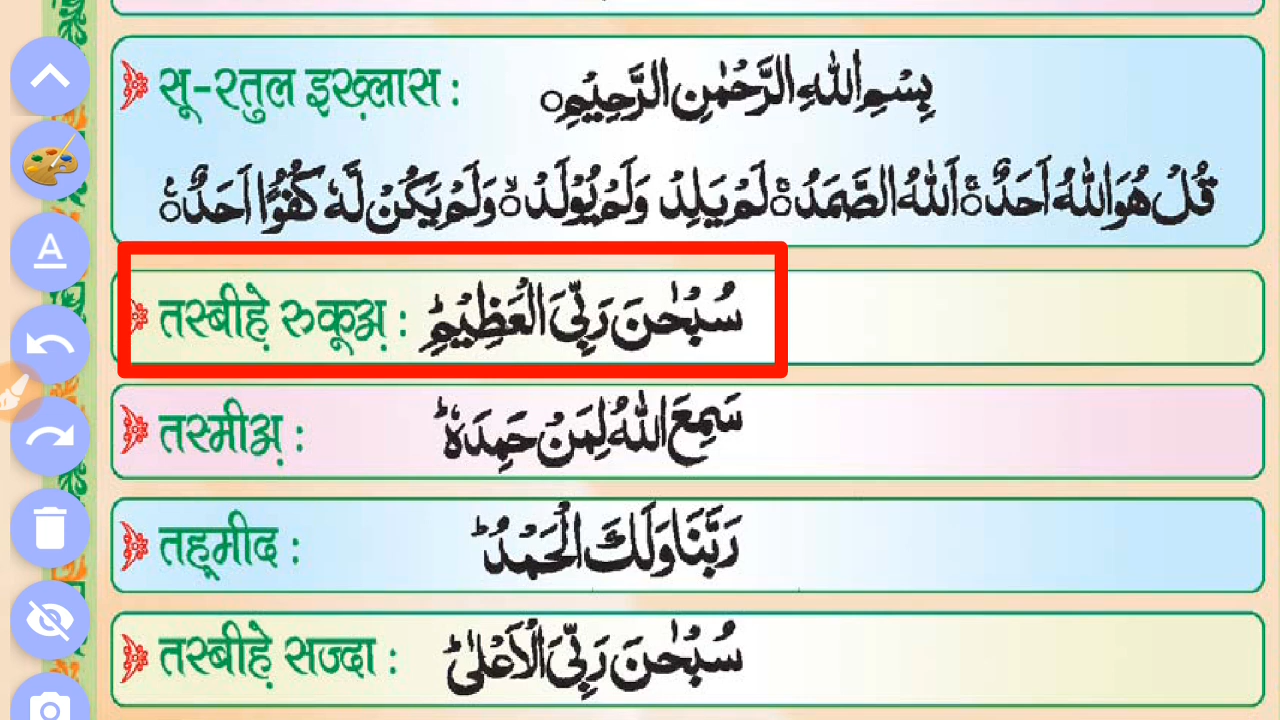 सू-रतुल इख़्लास : بِسْمِ اللّٰهِ الرَّحْمٰنِ الرَّحِيْمِ○
قُلْ هُوَ اللّٰهُ اَحَدٌ ۚ○ اَللّٰهُ الصَّمَدُ ۚ○ لَمْ يَلِدْ وَلَمْ يُوْلَدْ ۙ○ وَلَمْ يَكُنْ لَّهٗ كُفُوًا اَحَدٌ ۚ○
तस्बीहे़ रुकूअ़ : سُبْحٰنَ رَبِّىَ الْعَظِيْمِؕ
तस्मीअ़ : سَمِعَ اللّٰهُ لِمَنْ حَمِدَهٗؕ
तह़्मीद : رَبَّنَا وَلَكَ الْحَمْدُؕ
तस्बीहे़ सज्दा : سُبْحٰنَ رَبِّىَ الْاَعْلٰىؕ